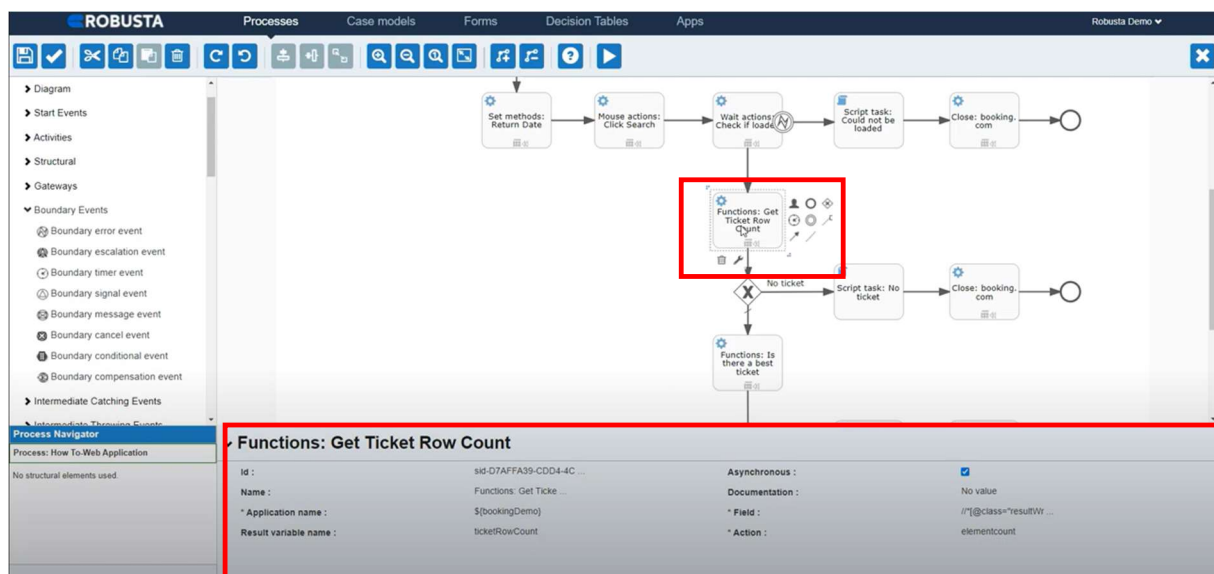 ROBUSTA
Processes
Case models
Forms
Decision Tables
Apps
Robusta Demo
Diagram
Start Events
Activities
Structural
Gateways
Boundary Events
Boundary error event
Boundary escalation event
Boundary timer event
Boundary signal event
Boundary message event
Boundary cancel event
Boundary conditional event
Boundary compensation event
Intermediate Catching Events
Intermediate Throwing Events
Set methods:
Return Date
Mouse actions:
Click Search
Wait actions:
Check if loade
Script task:
Could not be
loaded
Close: booking.
com
Functions: Get
Ticket Row
Count
No ticket
Script task: No
ticket
Close: booking.
com
Functions: Is
there a best
ticket
Process Navigator
Process: How To-Web Application
No structural elements used.
Functions: Get Ticket Row Count
Id :
sid-D7AFFA39-CDD4-4C ...
Asynchronous :
Name :
Functions: Get Ticke ...
Documentation :
No value
* Application name :
${bookingDemo}
* Field :
//*[@class="resultWr ...
Result variable name :
ticketRowCount
* Action :
elementcount